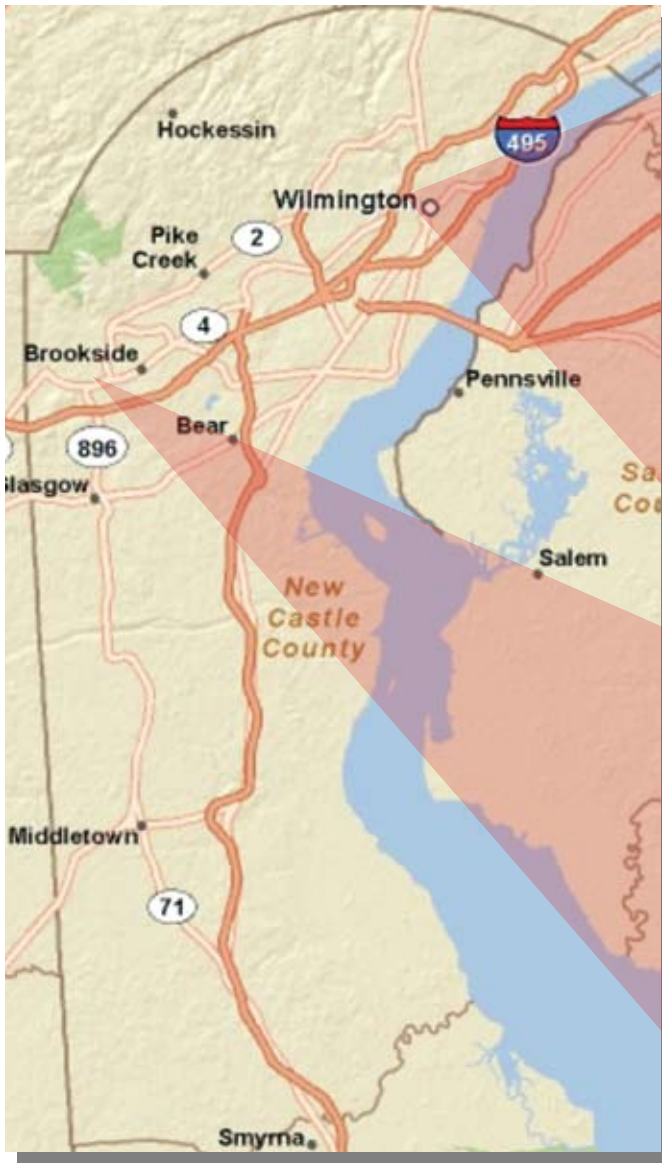 Hockessin
495
Wilmington
2
Pike
Creek
4
Brookside
Pennsville
Bear
896
Glasgow
Salem
New
Castle
County
Middletown
71
Smyrna